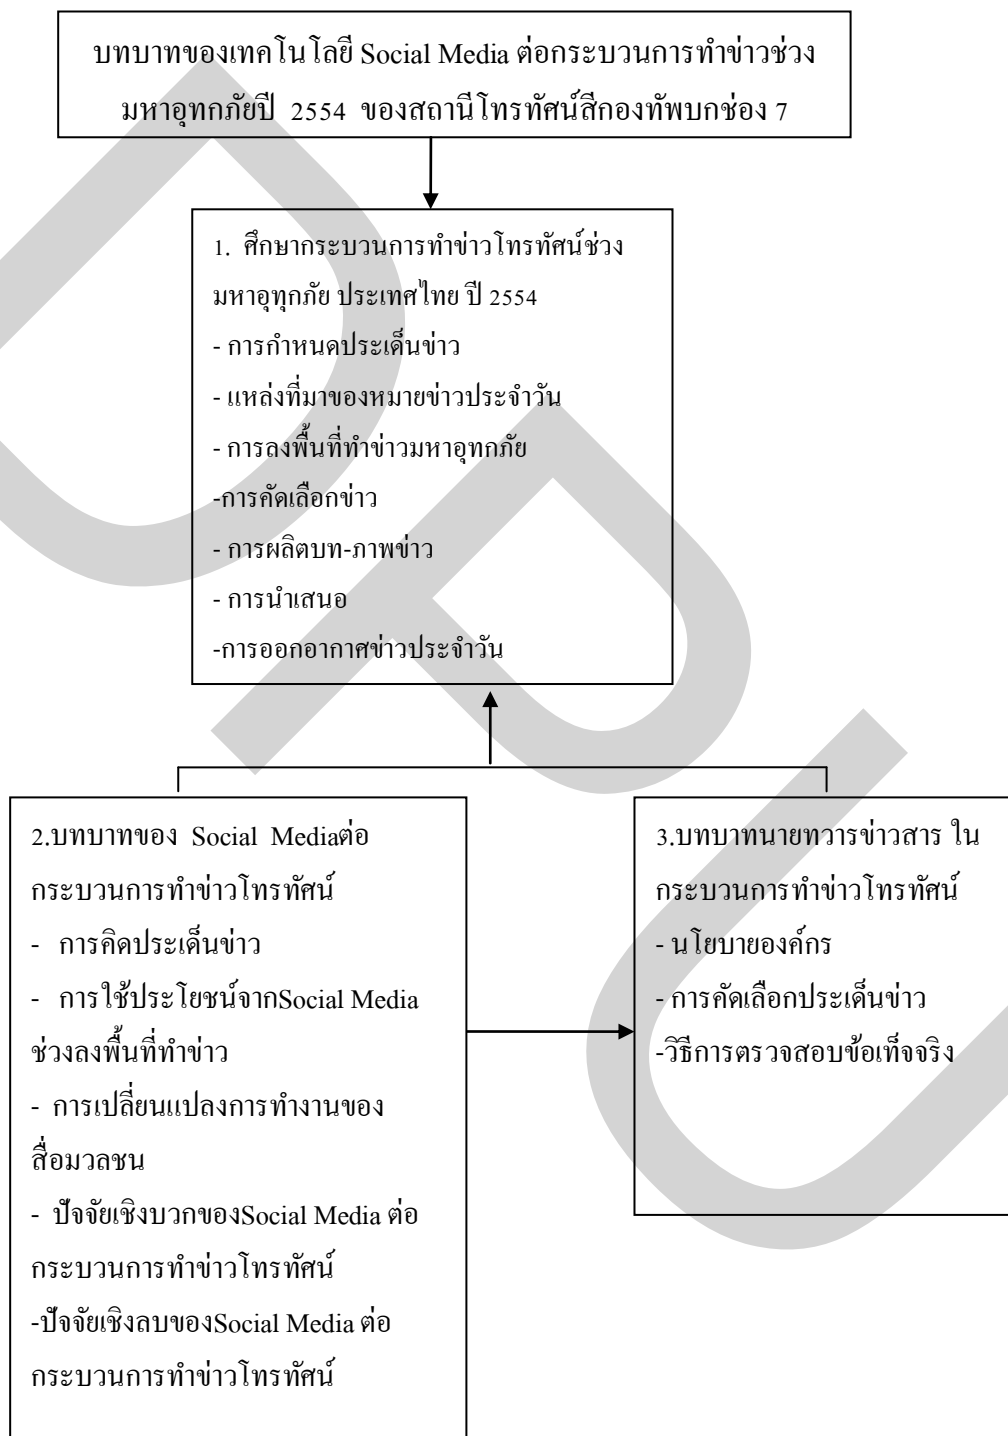 บทบาทของเทคโนโลยี Social Media ต่อกระบวนการทำข่าวช่วง
มหาอุทกภัยปี 2554 ของสถานีโทรทัศน์สีกองทัพบกช่อง 7
1. ศึกษากระบวนการทำข่าวโทรทัศน์ช่วง
มหาอุทุกภัย ประเทศไทย ปี 2554
- การกำหนดประเด็นข่าว
- แหล่งที่มาของหมายข่าวประจำวัน
- การลงพื้นที่ทำข่าวมหาอุทกภัย
-การคัดเลือกข่าว
- การผลิตบท-ภาพข่าว
- การนำเสนอ
-การออกอากาศข่าวประจำวัน
2.บทบาทของ Social Mediaต่อ
กระบวนการทำข่าวโทรทัศน์
- การคิดประเด็นข่าว
- การใช้ประโยชน์จากSocial Media
ช่วงลงพื้นที่ทำข่าว
- การเปลี่ยนแปลงการทำงานของ
สื่อมวลชน
- ปัจจัยเชิงบวกของSocial Media ต่อ
กระบวนการทำข่าวโทรทัศน์
-ปัจจัยเชิงลบของSocial Media ต่อ
กระบวนการทำข่าวโทรทัศน์
3.บทบาทนายทวารข่าวสาร ใน
กระบวนการทำข่าวโทรทัศน์
- นโยบายองค์กร
- การคัดเลือกประเด็นข่าว
-วิธีการตรวจสอบข้อเท็จจริง
DPU